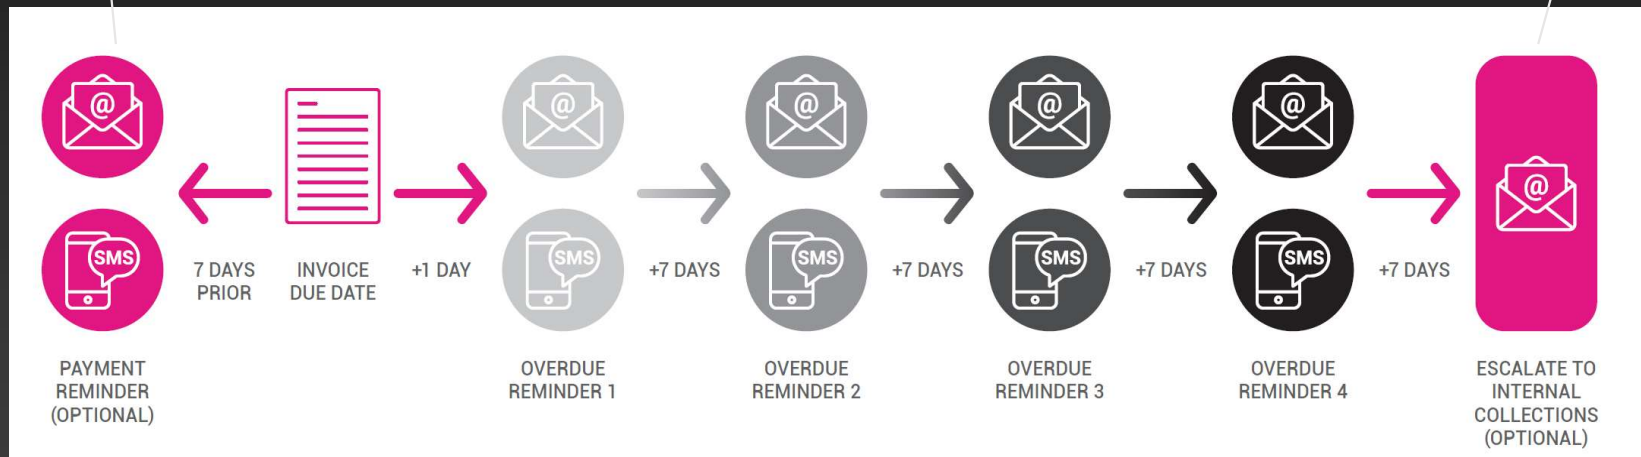 @
SMS
PAYMENT
REMINDER
(OPTIONAL)
7 DAYS
PRIOR
INVOICE
DUE DATE
+1 DAY
@
SMS
OVERDUE
REMINDER 1
+7 DAYS
@
SMS
OVERDUE
REMINDER 2
+7 DAYS
@
SMS
OVERDUE
REMINDER 3
+7 DAYS
@
SMS
OVERDUE
REMINDER 4
+7 DAYS
@
ESCALATE TO
INTERNAL
COLLECTIONS
(OPTIONAL)